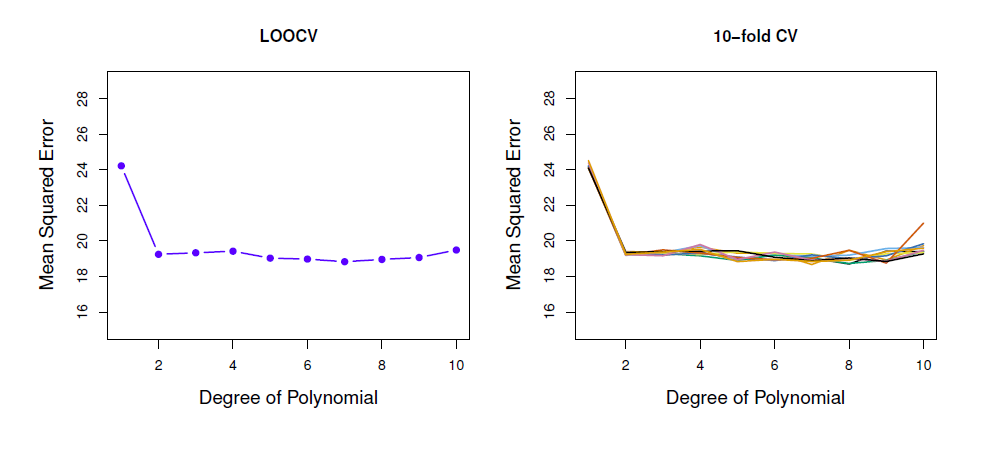 LOOCV
Mean Squared Error
28
26
24
22
20
18
16
2 4 6 8 10
Degree of Polynomial
10−fold CV
Mean Squared Error
28
26
24
22
20
18
16
2 4 6 8 10
Degree of Polynomial